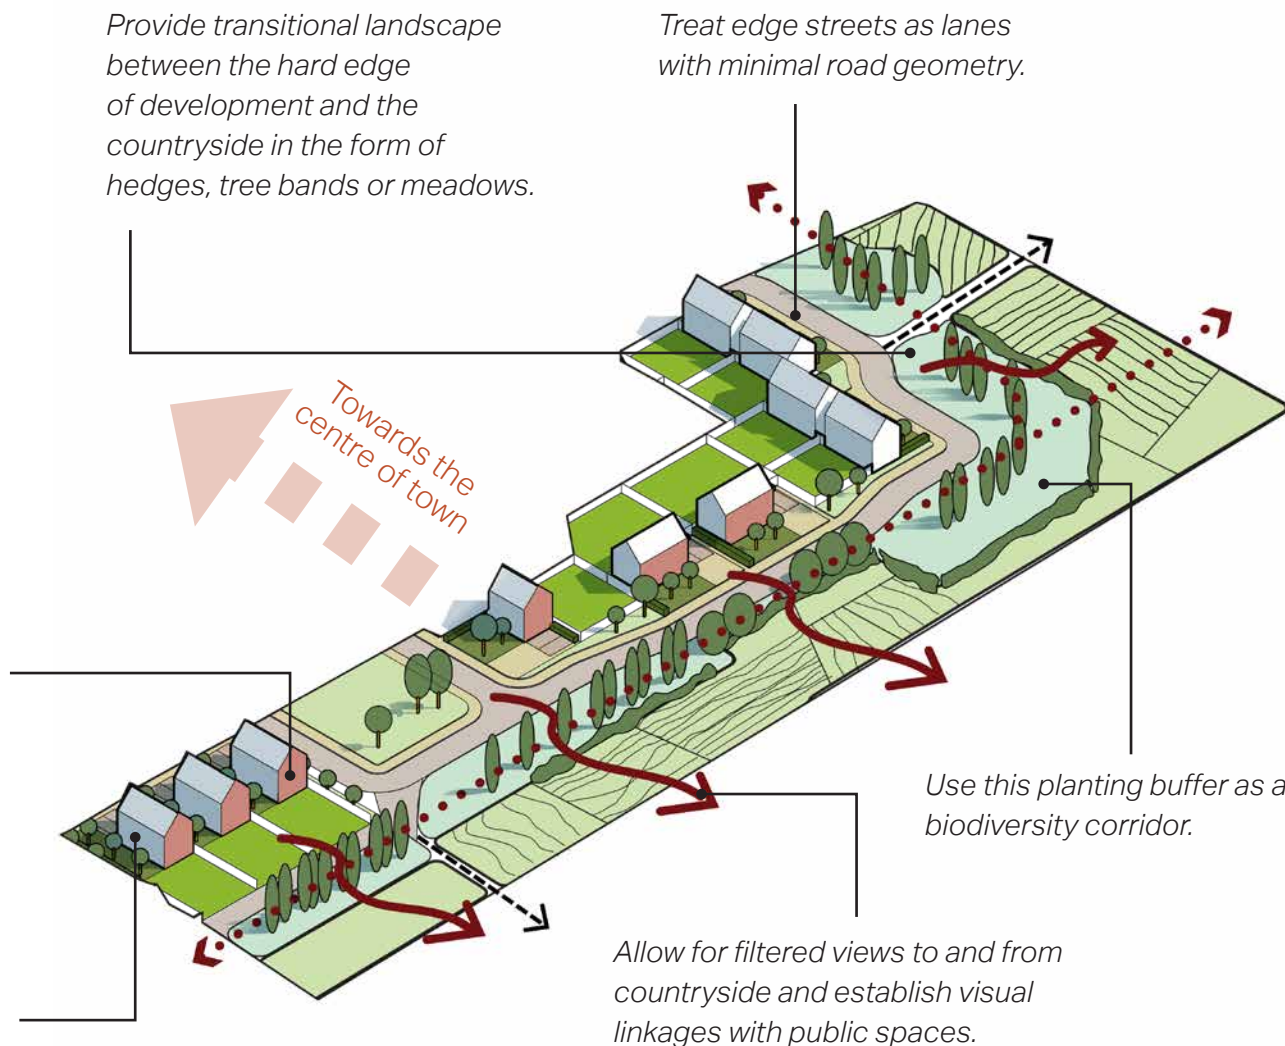 Provide transitional landscape
between the hard edge
of development and the
countryside in the form of
hedges, tree bands or meadows.
Treat edge streets as lanes
with minimal road geometry.
Towards the
centre of town
Use this planting buffer as a
biodiversity corridor.
Allow for filtered views to and from
countryside and establish visual
linkages with public spaces.